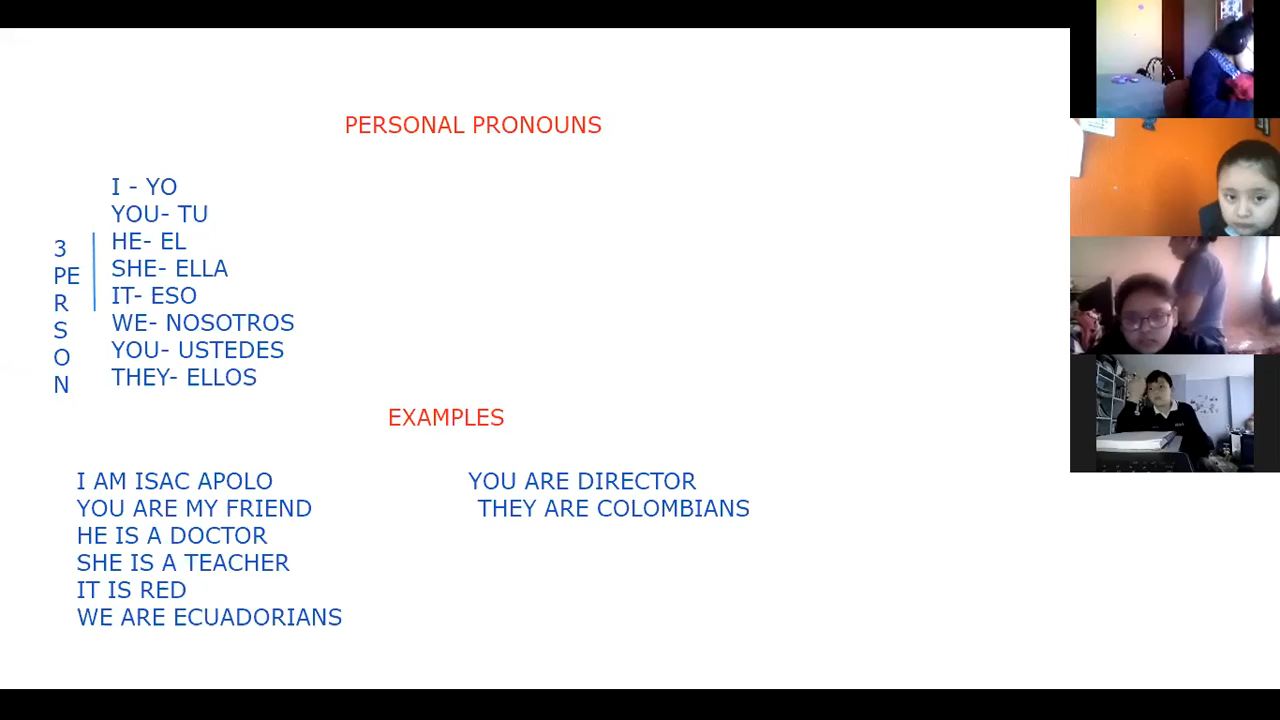 PERSONAL PRONOUNS
I - YO
YOU- TU
HE- EL
SHE- ELLA
IT- ESO
WE- NOSOTROS
YOU- USTEDES
THEY- ELLOS
3
PE
R
S
O
N
EXAMPLES
I AM ISAC APOLO
YOU ARE MY FRIEND
HE IS A DOCTOR
SHE IS A TEACHER
IT IS RED
WE ARE ECUADORIANS
YOU ARE DIRECTOR
THEY ARE COLOMBIANS